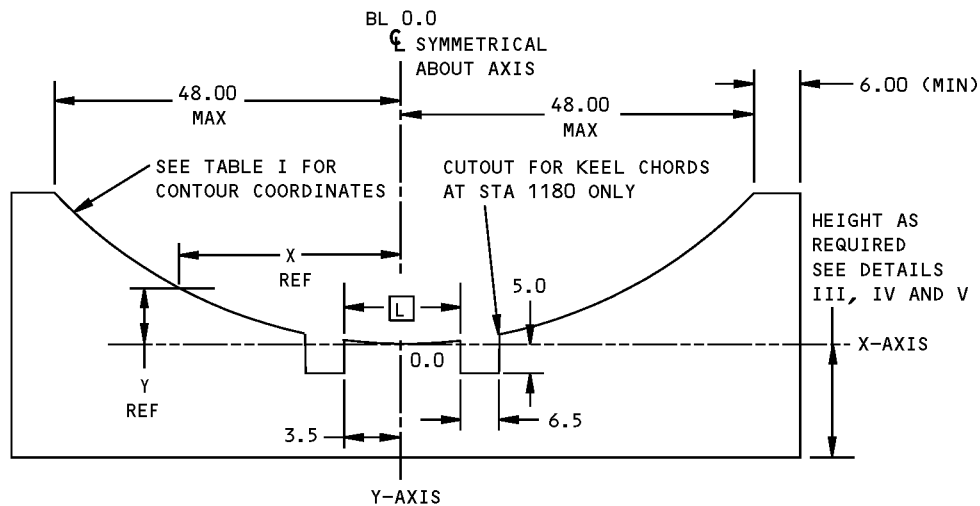 BL 0.0
℄ SYMMETRICAL
ABOUT AXIS
48.00
MAX
48.00
MAX
6.00 (MIN)
SEE TABLE I FOR
CONTOUR COORDINATES
CUTOUT FOR KEEL CHORDS
AT STA 1180 ONLY
HEIGHT AS
REQUIRED
SEE DETAILS
III, IV AND V
X
REF
L
5.0
X-AXIS
0.0
Y
REF
3.5
6.5
Y-AXIS